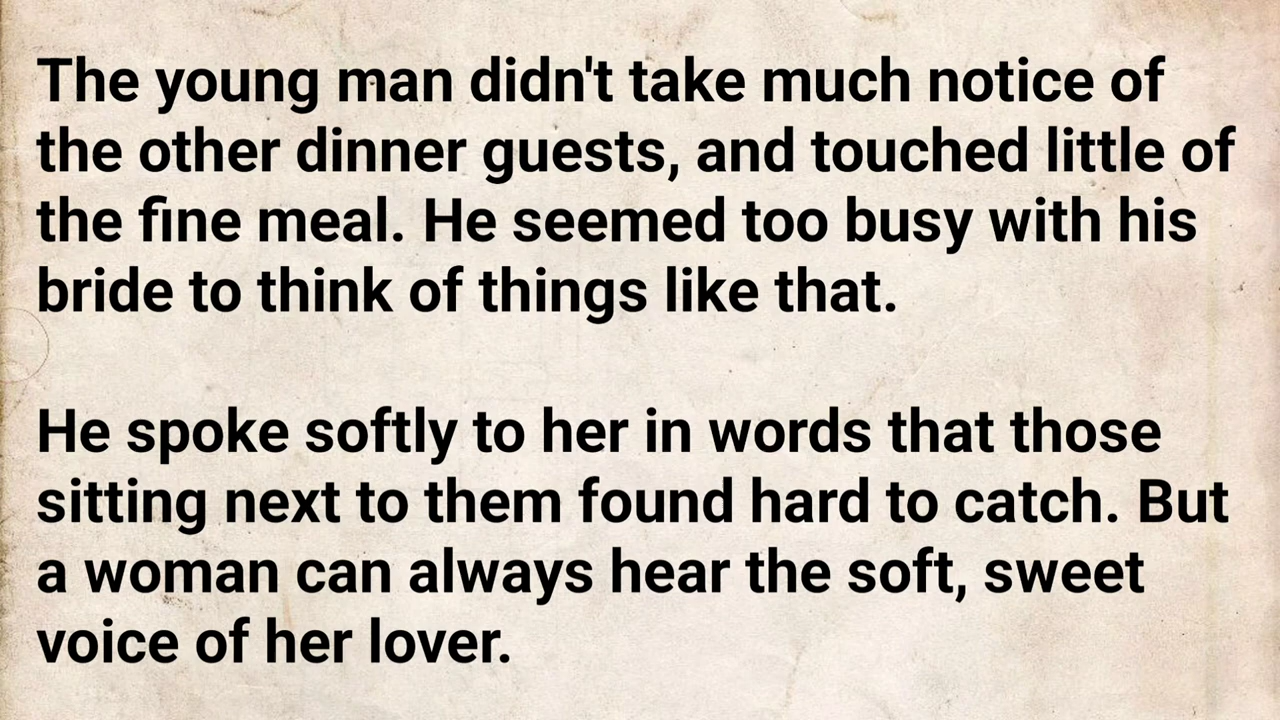 The young man didn't take much notice of
the other dinner guests, and touched little of
the fine meal. He seemed too busy with his
bride to think of things like that.
He spoke softly to her in words that those
sitting next to them found hard to catch. But
a woman can always hear the soft, sweet
voice of her lover.